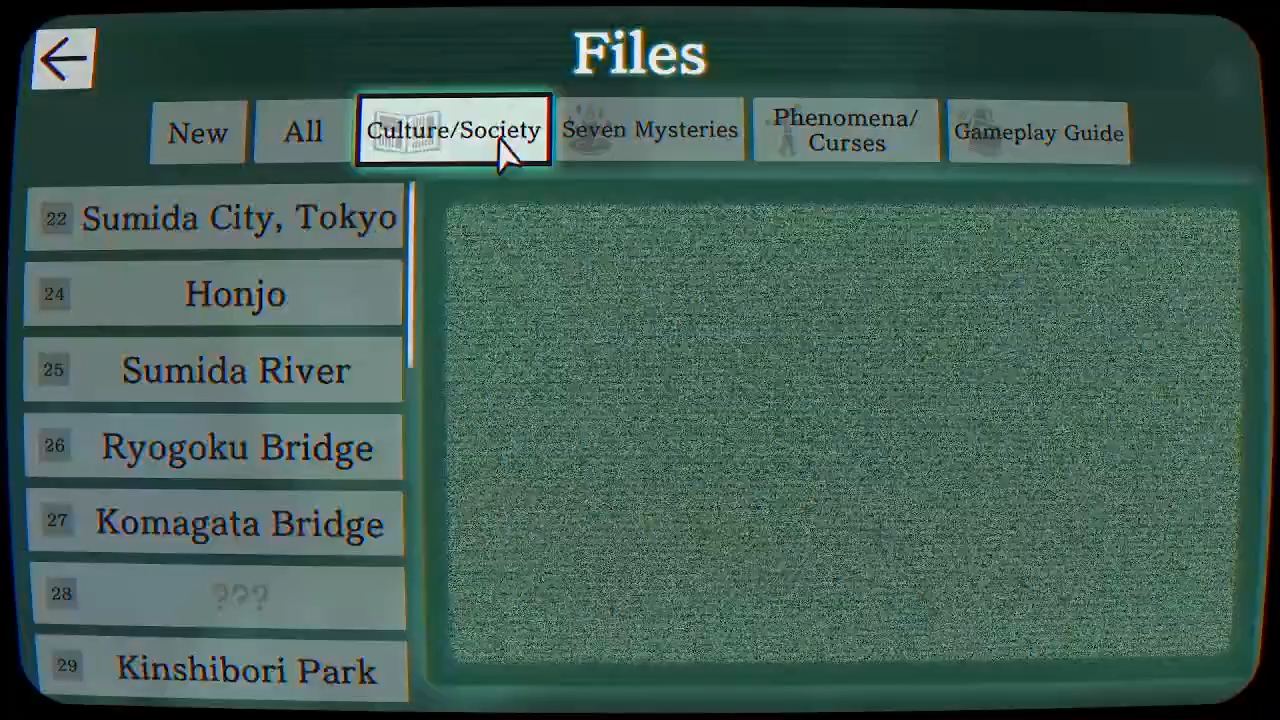 Files
New
All
Culture/Society
Seven Mysteries
Phenomena/
Curses
Gameplay Guide
22 Sumida City, Tokyo
24 Honjo
25 Sumida River
26 Ryogoku Bridge
27 Komagata Bridge
28 ???
29 Kinshibori Park